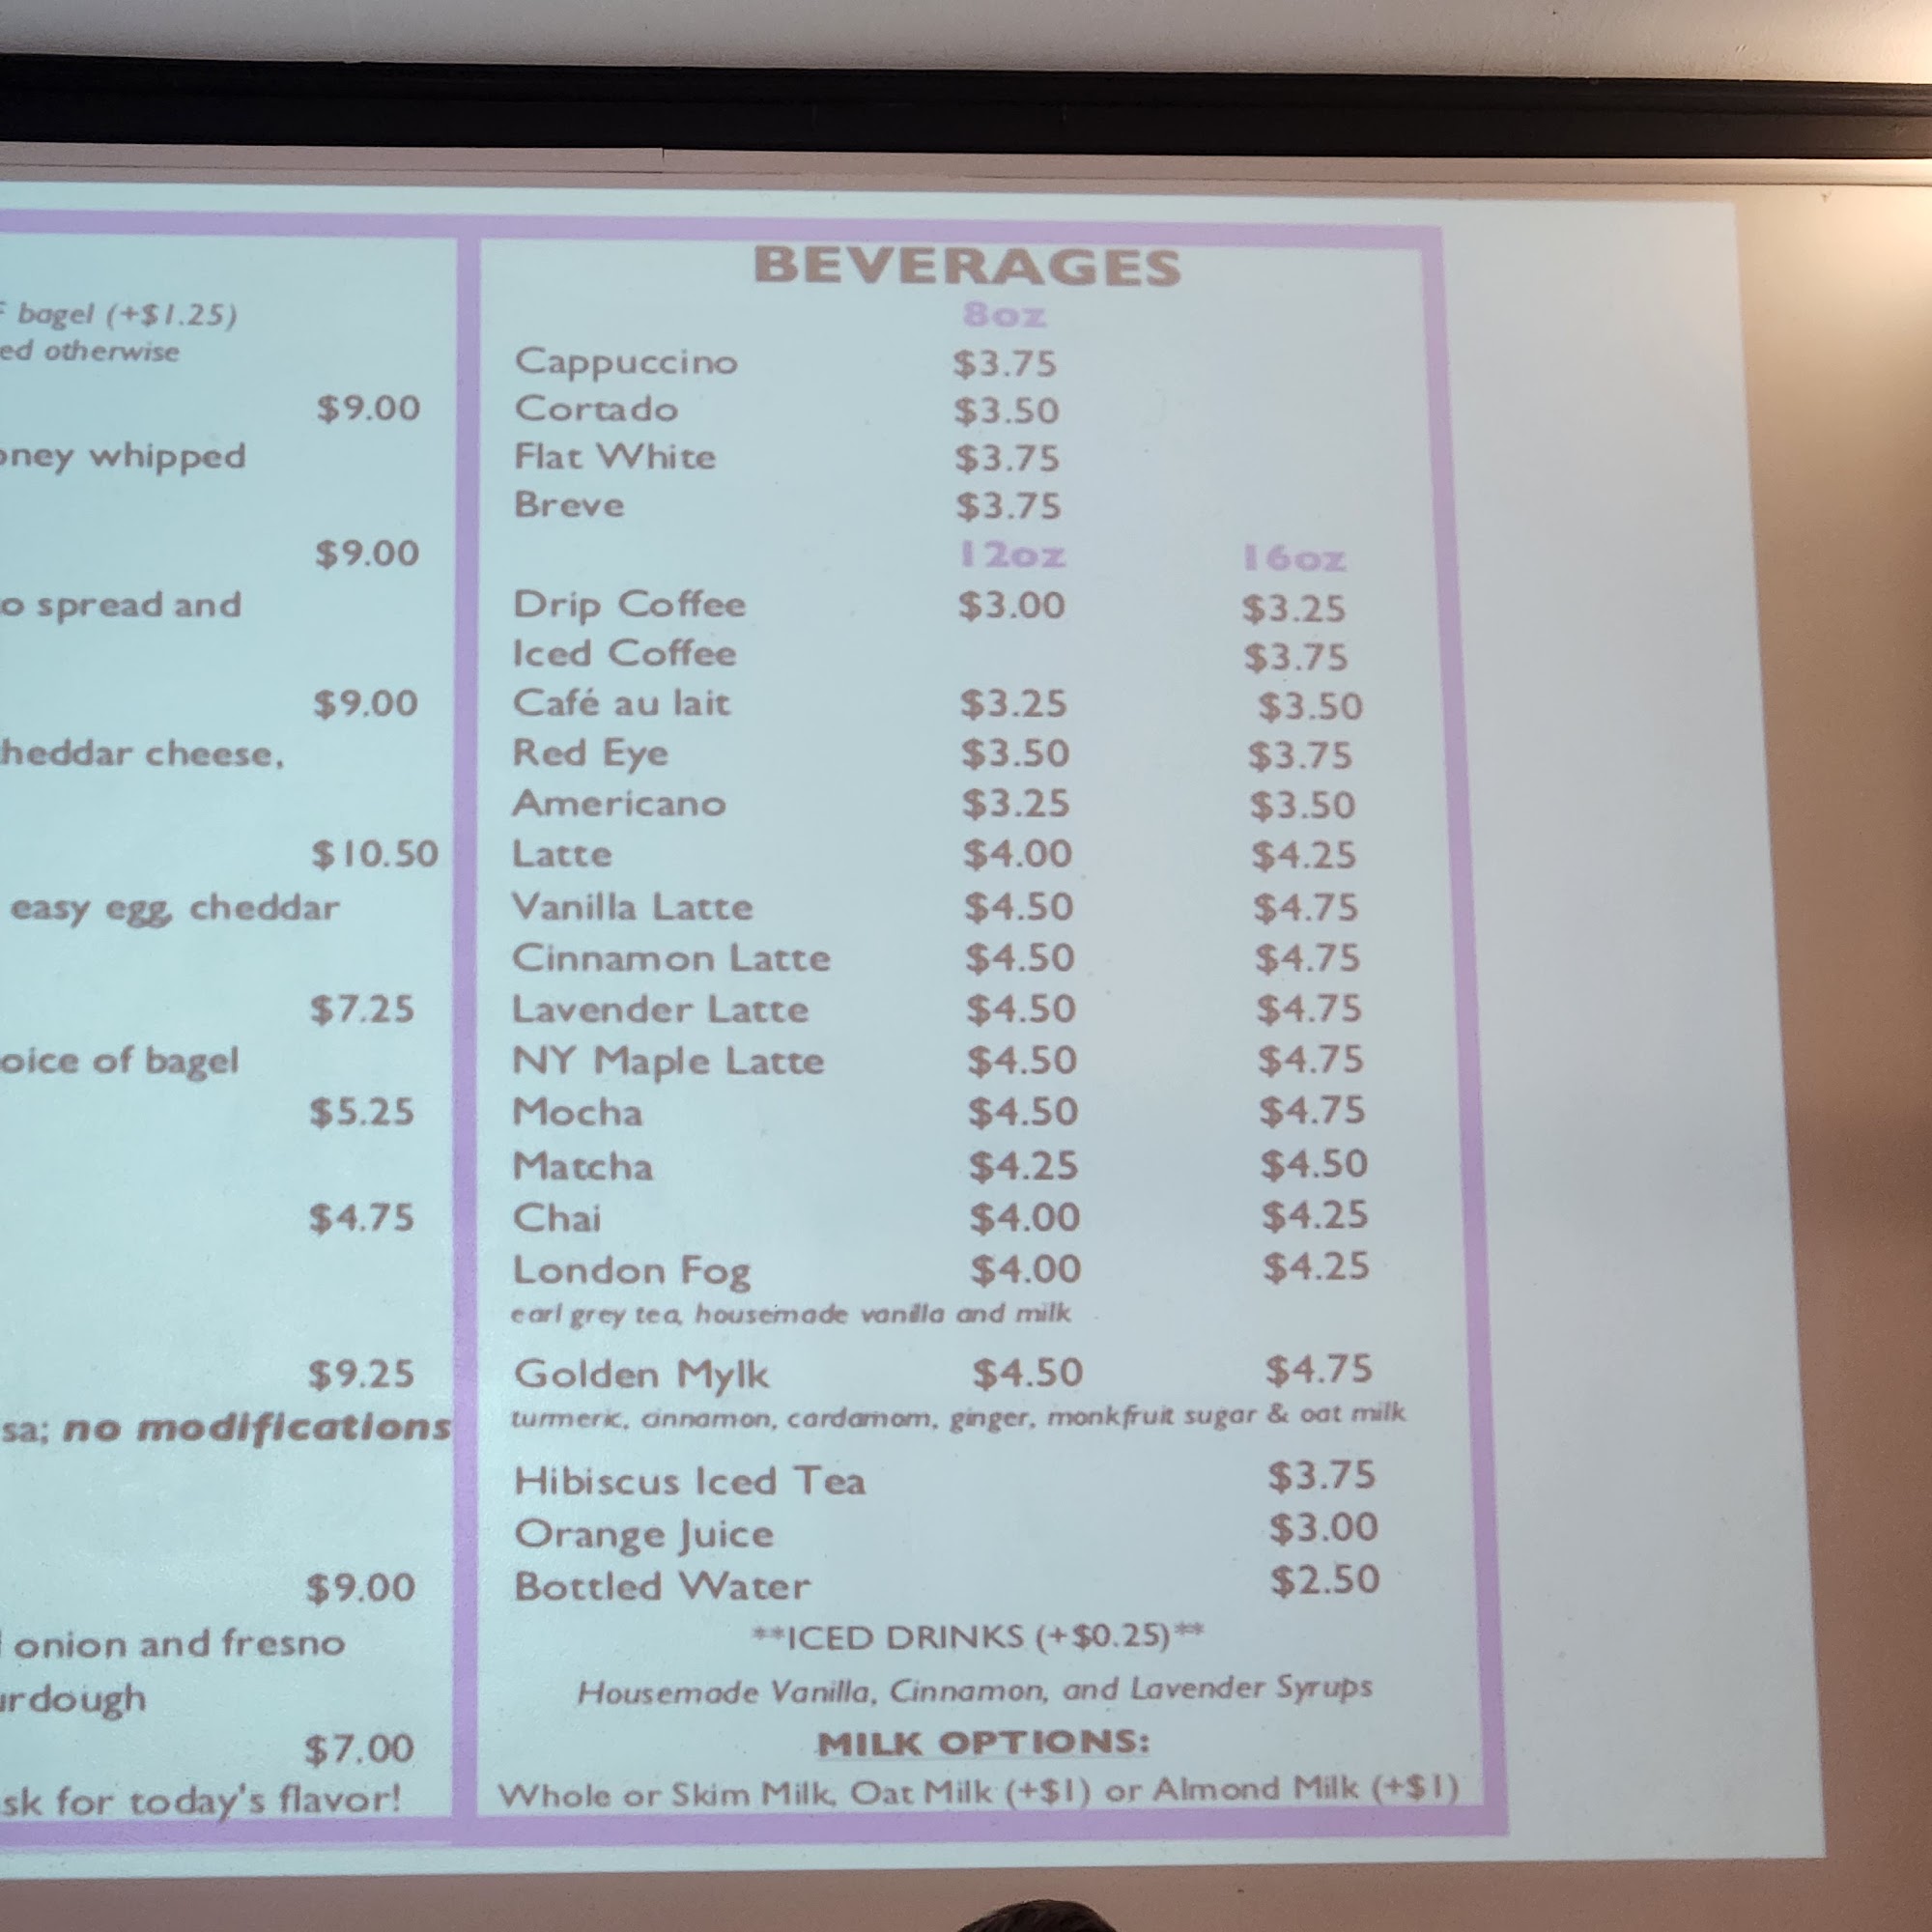 bagel (+$1.25)
ed otherwise
$9.00
oney whipped
$9.00
o spread and
$9.00
heddar cheese,
$10.50
easy egg, cheddar
$7.25
oice of bagel
$5.25
$4.75
$9.25
sa; no modifications
$9.00
onion and fresno
urdough
$7.00
sk for today's flavor!
BEVERAGES
8oz
Cappuccino $3.75
Cortado $3.50
Flat White $3.75
Breve $3.75
12oz 16oz
Drip Coffee $3.00 $3.25
Iced Coffee $3.75
Café au lait $3.25 $3.50
Red Eye $3.50 $3.75
Americano $3.25 $3.50
Latte $4.00 $4.25
Vanilla Latte $4.50 $4.75
Cinnamon Latte $4.50 $4.75
Lavender Latte $4.50 $4.75
NY Maple Latte $4.50 $4.75
Mocha $4.50 $4.75
Matcha $4.25 $4.50
Chai $4.00 $4.25
London Fog $4.00 $4.25
earl grey tea, housemade vanilla and milk
Golden Mylk $4.50 $4.75
turmeric, cinnamon, cardamom, ginger, monkfruit sugar & oat milk
Hibiscus Iced Tea $3.75
Orange Juice $3.00
Bottled Water $2.50
**ICED DRINKS (+$0.25)**
Housemade Vanilla, Cinnamon, and Lavender Syrups
MILK OPTIONS:
Whole or Skim Milk, Oat Milk (+$1) or Almond Milk (+$1)